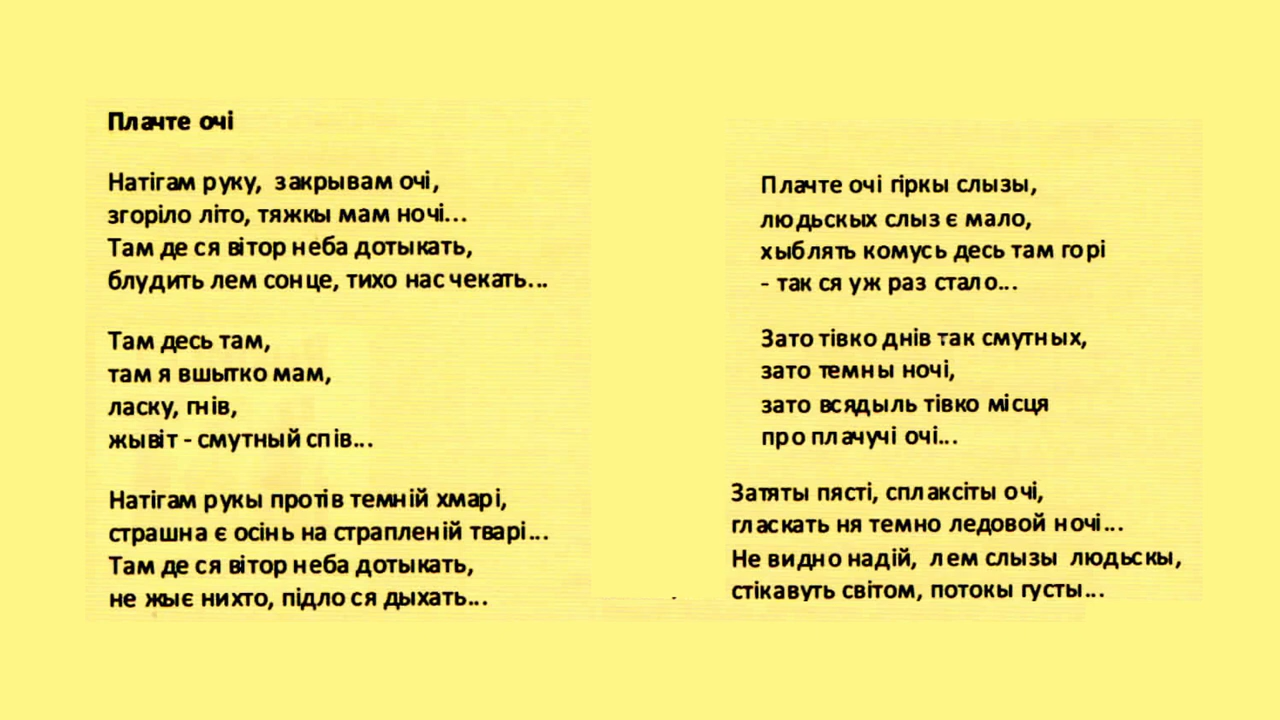 Плачте очі
Натігам руку, закрывам очі,
згоріло літо, тяжкы мам ночі...
Там де ся вітор неба дотыкать,
блудить лем сонце, тихо нас чекать...
Там десь там,
там я вшытко мам,
ласку, гнів,
жывіт - смутный спів...
Натігам рукы протів темній хмарі,
страшна є осінь на страпленій тварі...
Там де ся вітор неба дотыкать,
не жыє нихто, підло ся дыхать...
Плачте очі гіркы слызы,
людьскых слыз є мало,
хыблять комусь десь там горі
- так ся уж раз стало...
Зато тівко днів так смутных,
зато темны ночі,
зато всядыль тівко місця
про плачучі очі...
Затяты пясті, сплаксіты очі,
гласкать ня темно ледовой ночі...
Не видно надій, лем слызы людьскы,
стікавуть світом, потокы густы...